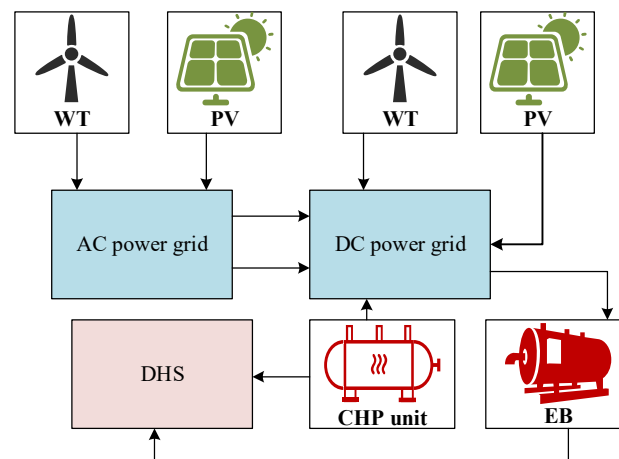 WT
PV
WT
PV
AC power grid
DC power grid
DHS
CHP unit
EB